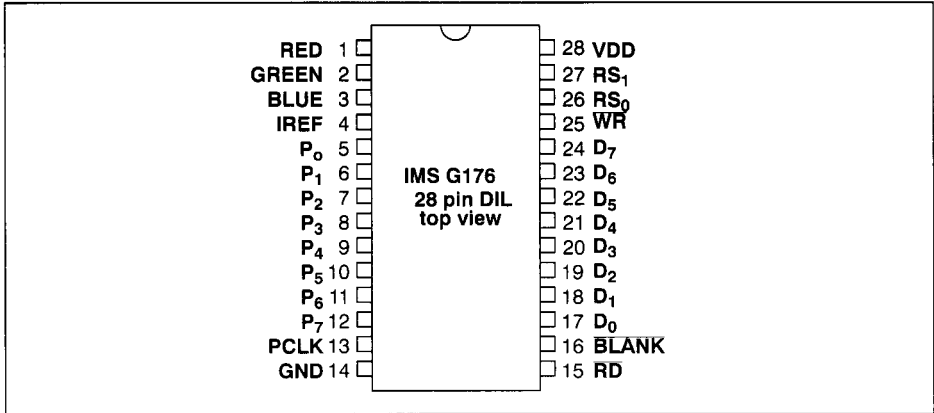 RED 1 28 VDD
GREEN 2 27 RS₁
BLUE 3 26 RS₀
IREF 4 25 W̅R̅
Pₒ 5 24 D₇
P₁ 6 23 D₆
P₂ 7 22 D₅
P₃ 8 21 D₄
P₄ 9 20 D₃
P₅ 10 19 D₂
P₆ 11 18 D₁
P₇ 12 17 D₀
PCLK 13 16 B̅L̅A̅N̅K̅
GND 14 15 R̅D̅
IMS G176
28 pin DIL
top view